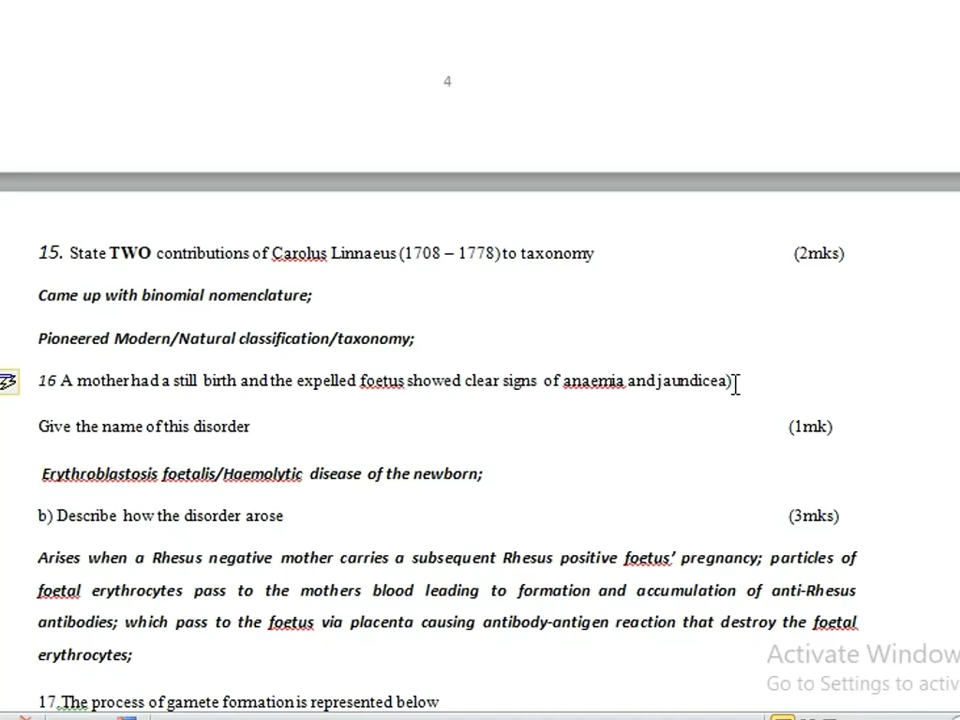 4
15. State TWO contributions of Carolus Linnaeus (1708 – 1778) to taxonomy (2mks)
Came up with binomial nomenclature;
Pioneered Modern/Natural classification/taxonomy;
16 A mother had a still birth and the expelled foetus showed clear signs of anaemia and jaundicea)
Give the name of this disorder (1mk)
Erythroblastosis foetalis/Haemolytic disease of the newborn;
b) Describe how the disorder arose (3mks)
Arises when a Rhesus negative mother carries a subsequent Rhesus positive foetus’ pregnancy; particles of
foetal erythrocytes pass to the mothers blood leading to formation and accumulation of anti-Rhesus
antibodies; which pass to the foetus via placenta causing antibody-antigen reaction that destroy the foetal
erythrocytes;
Activate Window
Go to Settings to activ
17.The process of gamete formation is represented below